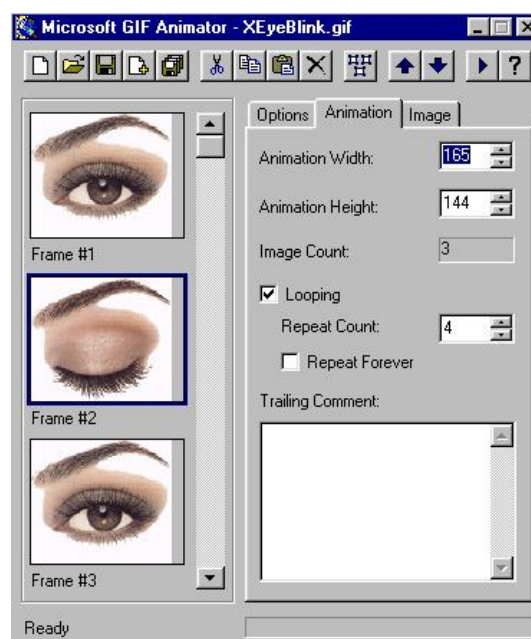 Microsoft GIF Animator - XEyeBlink.gif
?
Options Animation Image
Animation Width: 165
Animation Height: 144
Image Count: 3
Looping
Repeat Count: 4
Repeat Forever
Trailing Comment:
Frame #1
Frame #2
Frame #3
Ready